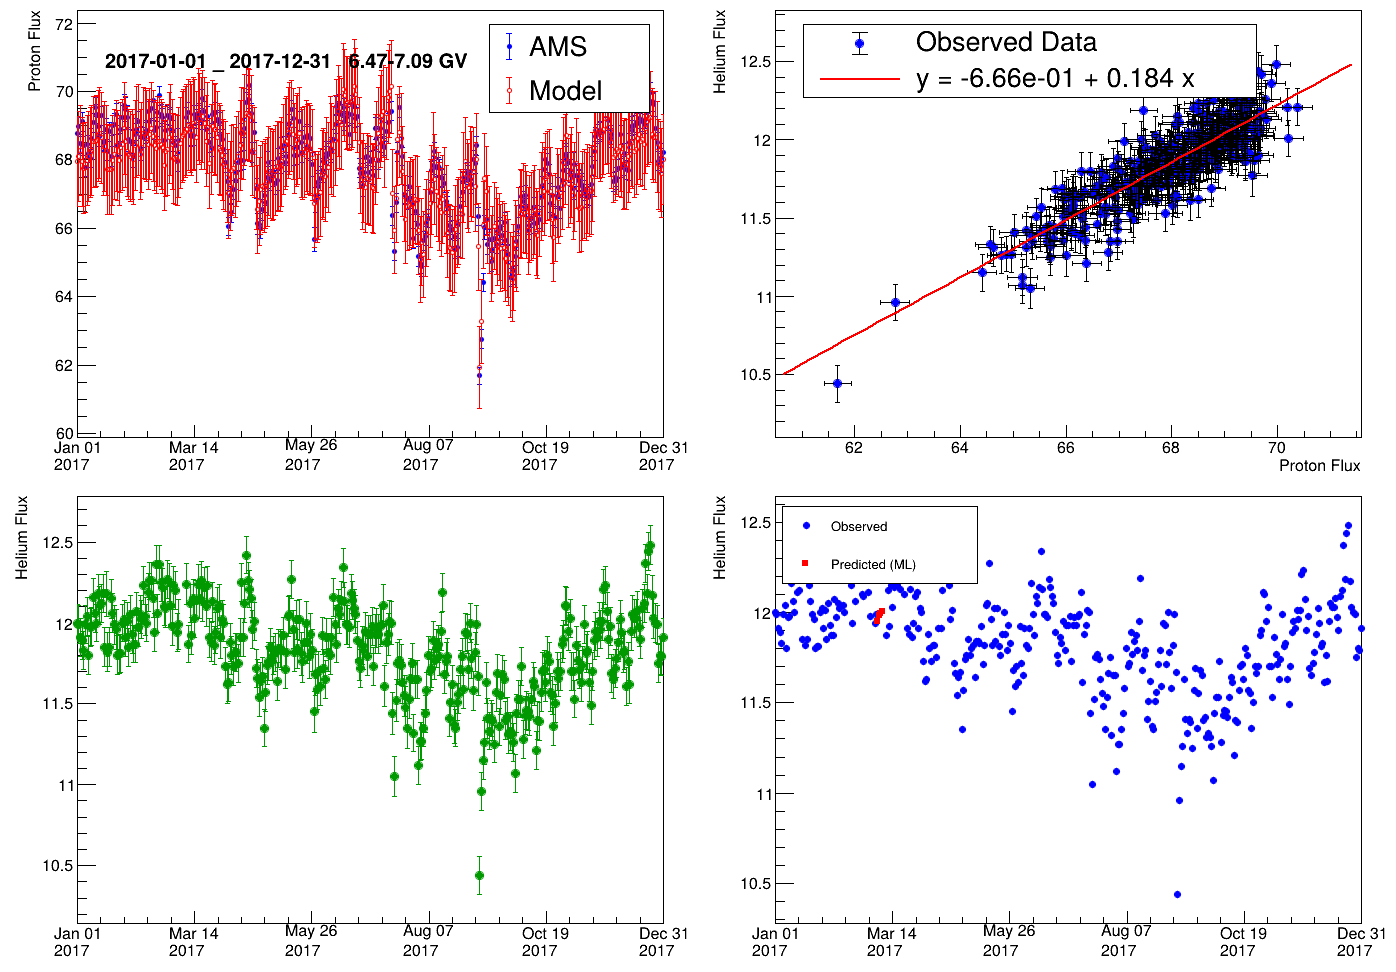 Proton Flux
72
70
68
66
64
62
60
2017-01-01 _ 2017-12-31 6.47-7.09 GV
AMS
Model
Jan 01 Mar 14 May 26 Aug 07 Oct 19 Dec 31
2017 2017 2017 2017 2017 2017
Helium Flux
12.5
12
11.5
11
10.5
Observed Data
y = -6.66e-01 + 0.184 x
62 64 66 68 70
Proton Flux
Helium Flux
12.5
12
11.5
11
10.5
Jan 01 Mar 14 May 26 Aug 07 Oct 19 Dec 31
2017 2017 2017 2017 2017 2017
Helium Flux
12.5
12
11.5
11
10.5
Observed
Predicted (ML)
Jan 01 Mar 14 May 26 Aug 07 Oct 19 Dec 31
2017 2017 2017 2017 2017 2017